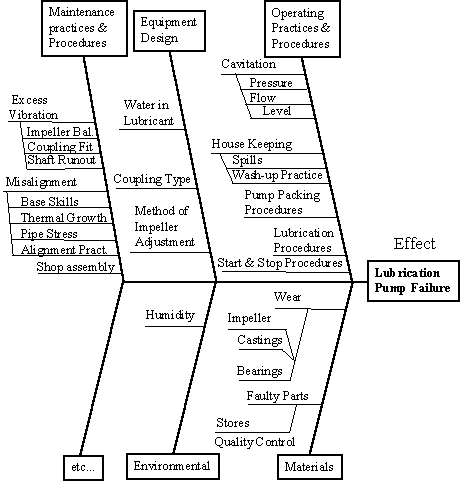 Maintenance
practices &
Procedures
Equipment
Design
Operating
Practices &
Procedures
Excess
Vibration
Impeller Bal.
Coupling Fit
Shaft Runout
Misalignment
Base Skills
Thermal Growth
Pipe Stress
Alignment Pract.
Shop assembly
Water in
Lubricant
Coupling Type
Method of
Impeller
Adjustment
Cavitation
Pressure
Flow
Level
House Keeping
Spills
Wash-up Practice
Pump Packing
Procedures
Lubrication
Procedures
Start & Stop Procedures
Effect
Lubrication
Pump Failure
Humidity
Wear
Impeller
Castings
Bearings
Faulty Parts
Stores
Quality Control
etc...
Environmental
Materials